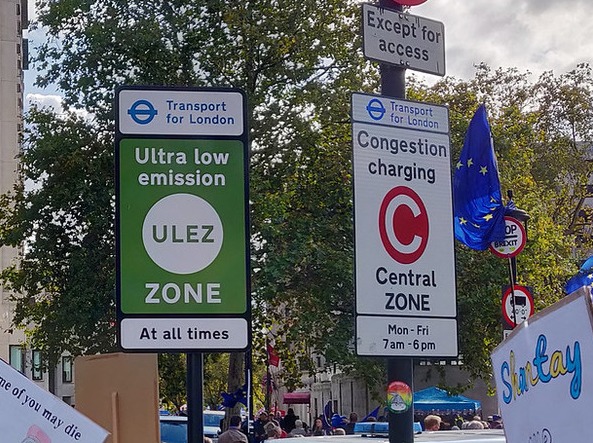 Except for
access
Transport
for London
Ultra low
emission
ULEZ
ZONE
At all times
Transport
for London
Congestion
charging
C
Central
ZONE
Mon - Fri
7 am - 6 pm
STOP
BREXIT
me of you may die